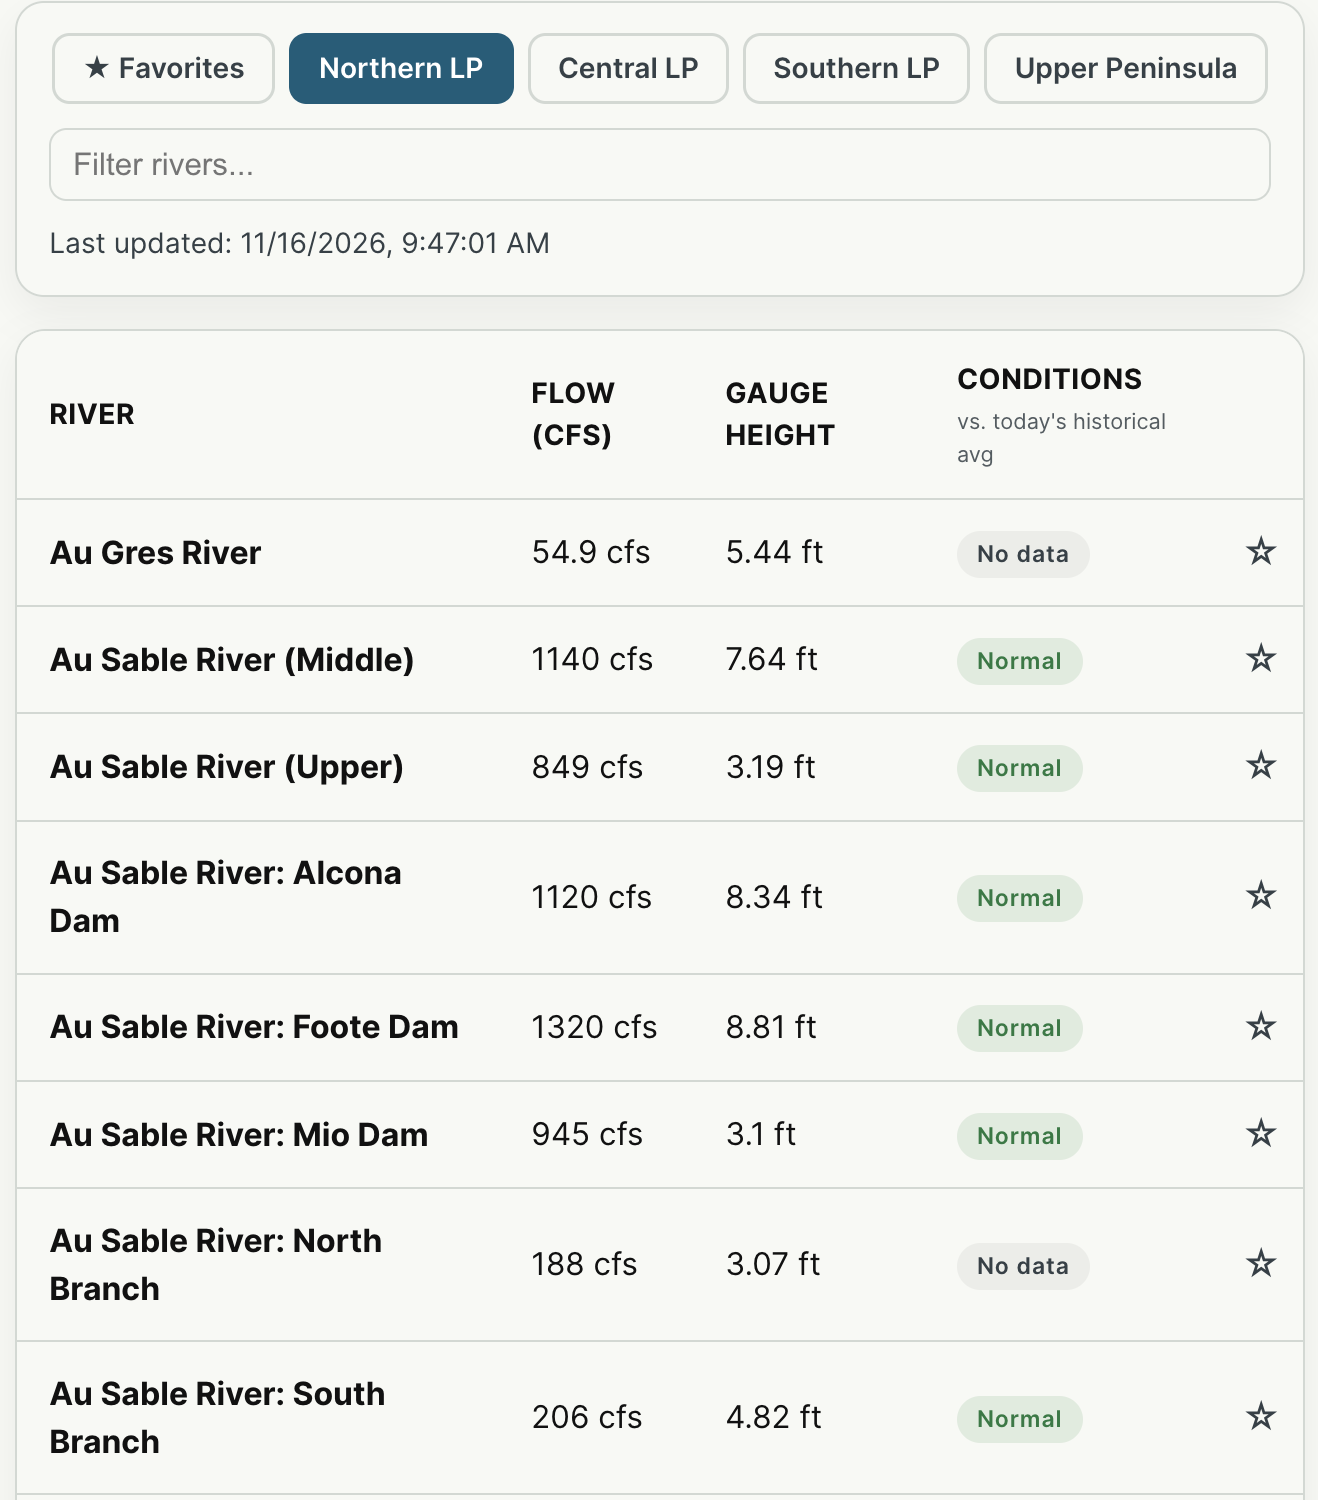 ★ Favorites
Northern LP
Central LP
Southern LP
Upper Peninsula
Filter rivers...
Last updated: 11/16/2026, 9:47:01 AM
RIVER
FLOW
(CFS)
GAUGE
HEIGHT
CONDITIONS
vs. today's historical
avg
Au Gres River
54.9 cfs
5.44 ft
No data
Au Sable River (Middle)
1140 cfs
7.64 ft
Normal
Au Sable River (Upper)
849 cfs
3.19 ft
Normal
Au Sable River: Alcona
Dam
1120 cfs
8.34 ft
Normal
Au Sable River: Foote Dam
1320 cfs
8.81 ft
Normal
Au Sable River: Mio Dam
945 cfs
3.1 ft
Normal
Au Sable River: North
Branch
188 cfs
3.07 ft
No data
Au Sable River: South
Branch
206 cfs
4.82 ft
Normal